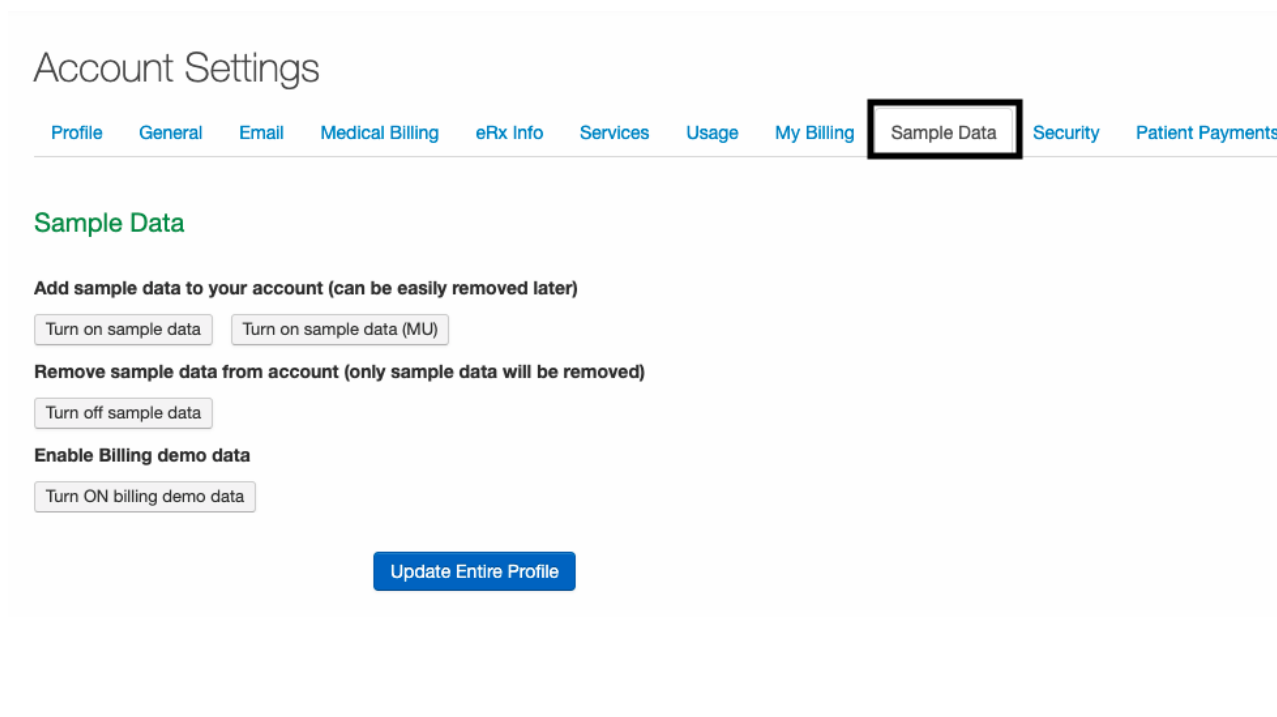 Account Settings
Profile General Email Medical Billing eRx Info Services Usage My Billing Sample Data Security Patient Payments
Sample Data
Add sample data to your account (can be easily removed later)
Turn on sample data Turn on sample data (MU)
Remove sample data from account (only sample data will be removed)
Turn off sample data
Enable Billing demo data
Turn ON billing demo data
Update Entire Profile